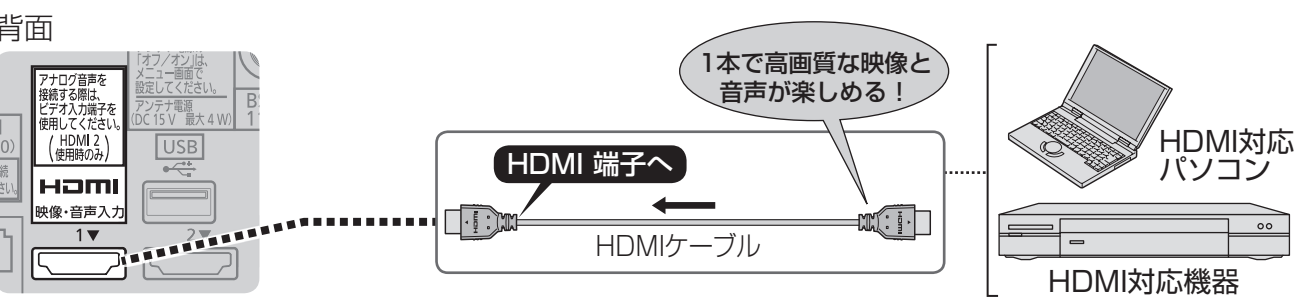 背面
「オフ/オン」は、
メニュー画面で
設定してください。
アンテナ電源
(DC 15 V 最大 4 W)
アナログ音声を
接続する際は、
ビデオ入力端子を
使用してください。
( HDMI 2 使用時のみ )
HDMI
映像・音声入力
1▼
USB
2▼
HDMI 端子へ
HDMIケーブル
1本で高画質な映像と
音声が楽しめる!
HDMI対応
パソコン
HDMI対応機器